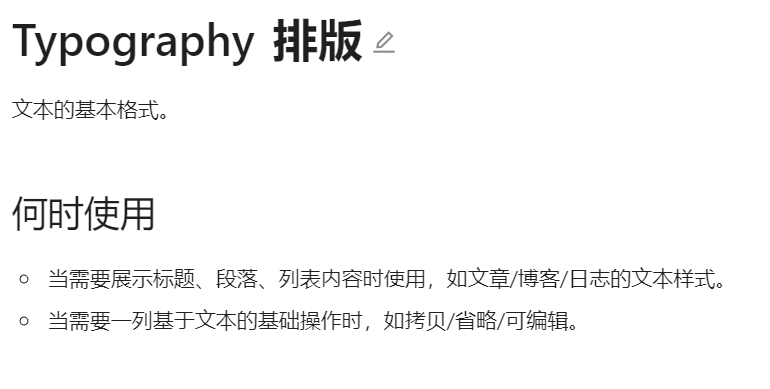 Typography 排版
文本的基本格式。
何时使用
当需要展示标题、段落、列表内容时使用，如文章/博客/日志的文本样式。
当需要一列基于文本的基础操作时，如拷贝/省略/可编辑。